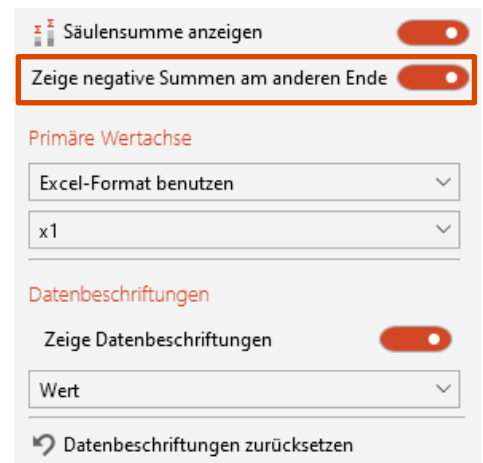 Säulensumme anzeigen
Zeige negative Summen am anderen Ende
Primäre Wertachse
Excel-Format benutzen
x1
Datenbeschriftungen
Zeige Datenbeschriftungen
Wert
Datenbeschriftungen zurücksetzen